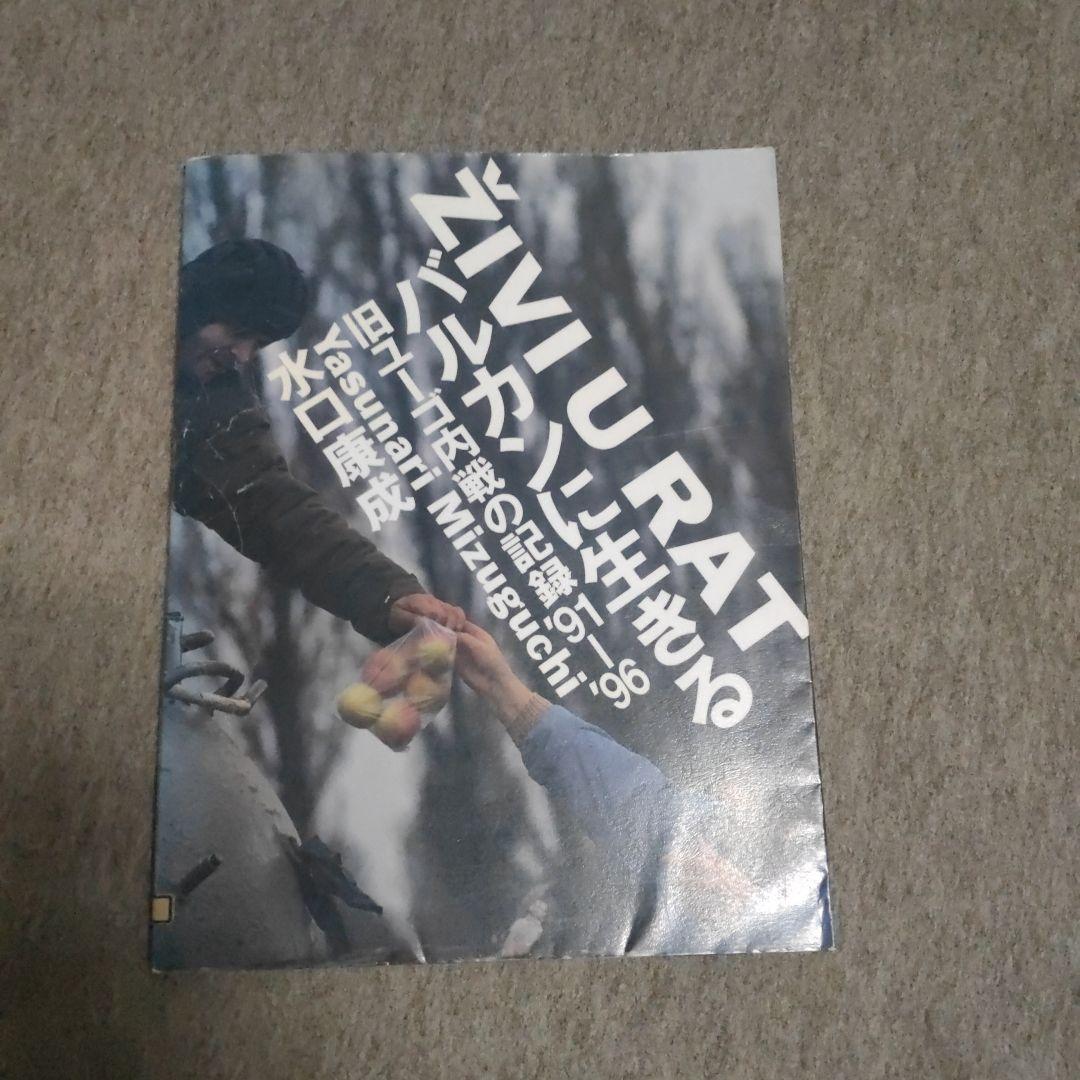 ŽIVI U RAT
バルカンに生きる
旧ユーゴ内戦の記録'91—'96
Yasunari Mizuguchi
水口康成